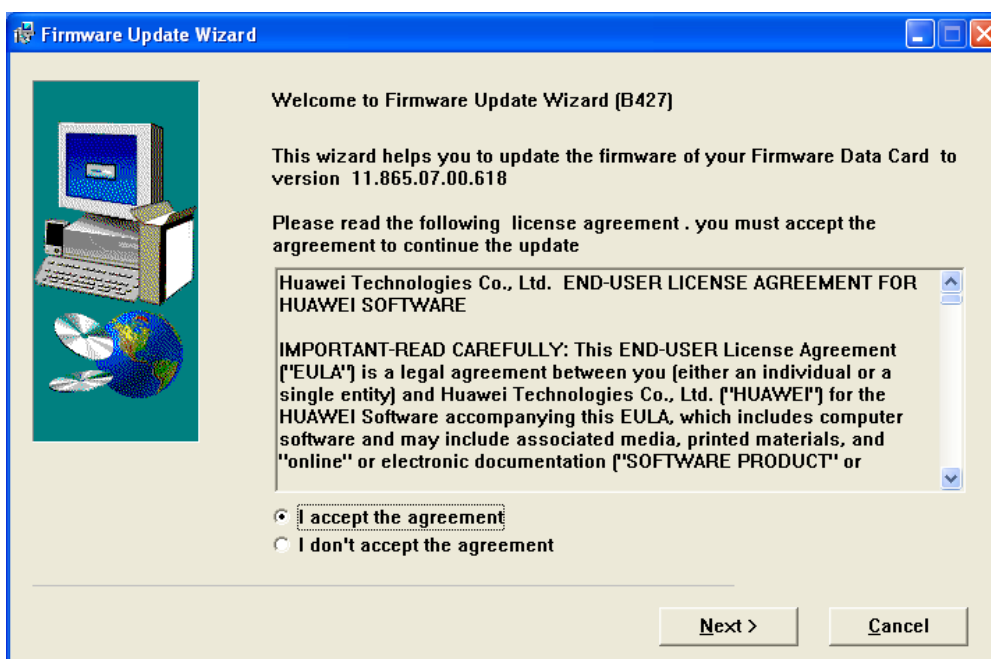 Firmware Update Wizard
Welcome to Firmware Update Wizard (B427)
This wizard helps you to update the firmware of your Firmware Data Card  to
version  11.865.07.00.618
Please read the following  license agreement . you must accept the
argreement to continue the update
Huawei Technologies Co., Ltd.  END-USER LICENSE AGREEMENT FOR
HUAWEI SOFTWARE
IMPORTANT-READ CAREFULLY: This END-USER License Agreement
("EULA") is a legal agreement between you (either an individual or a
single entity) and Huawei Technologies Co., Ltd. ("HUAWEI") for the
HUAWEI Software accompanying this EULA, which includes computer
software and may include associated media, printed materials, and
"online" or electronic documentation ("SOFTWARE PRODUCT" or
I accept the agreement
I don't accept the agreement
Next >
Cancel